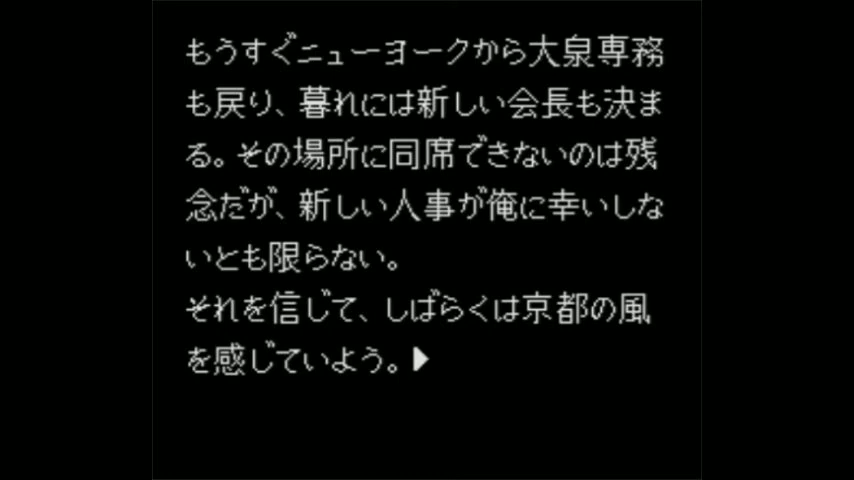 もうすぐニューヨークから大泉専務
も戻り、暮れには新しい会長も決ま
る。その場所に同席できないのは残
念だが、新しい人事が俺に幸いしな
いとも限らない。
それを信じて、しばらくは京都の風
を感じていよう。▶